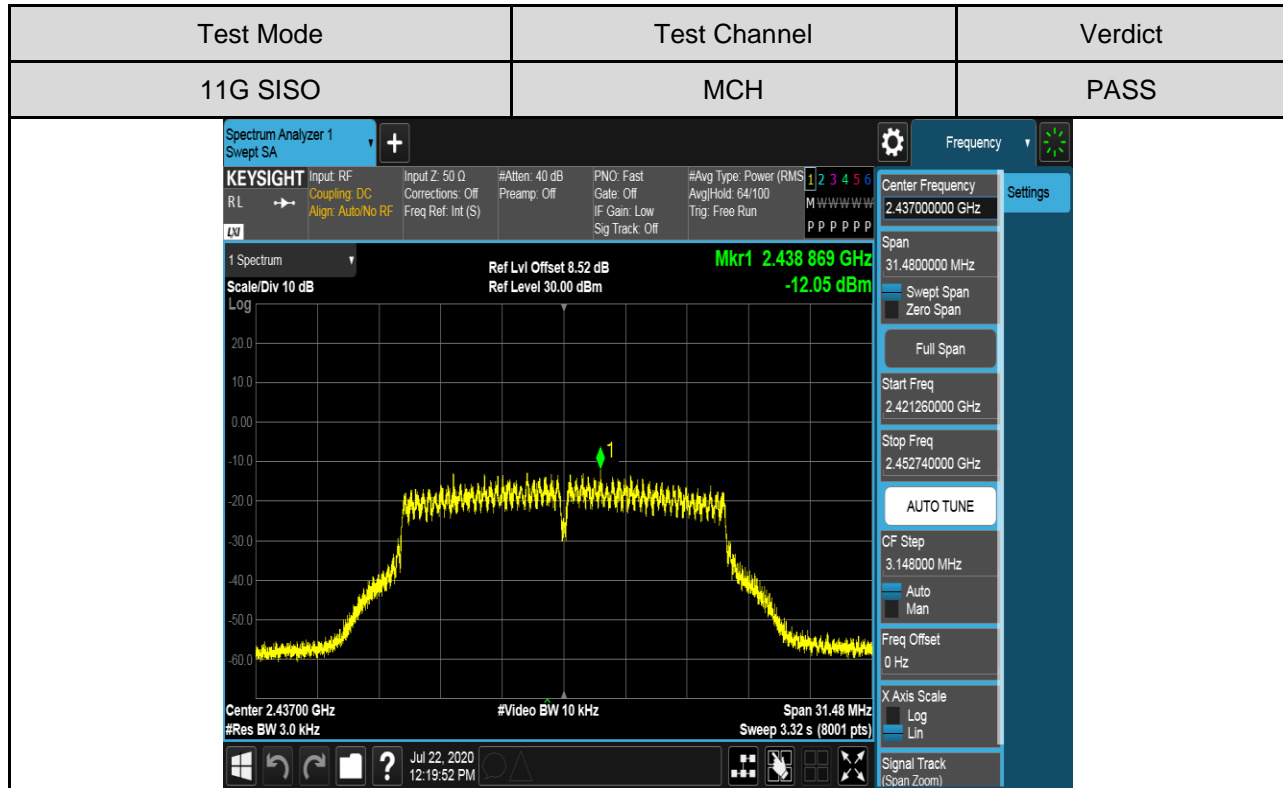 Test Mode Test Channel Verdict
11G SISO MCH PASS
Spectrum Analyzer 1
Swept SA
+
Frequency
KEYSIGHT
RL
LXI
Input: RF
Coupling: DC
Align: Auto/No RF
Input Z: 50 Ω
Corrections: Off
Freq Ref: Int (S)
#Atten: 40 dB
Preamp: Off
PNO: Fast
Gate: Off
IF Gain: Low
Sig Track: Off
#Avg Type: Power (RMS
Avg|Hold: 64/100
Trig: Free Run
1 2 3 4 5 6
M W W W W W
P P P P P P
1 Spectrum
Scale/Div 10 dB
Ref Lvl Offset 8.52 dB
Ref Level 30.00 dBm
Mkr1 2.438 869 GHz
-12.05 dBm
Log
20.0
10.0
0.00
-10.0
-20.0
-30.0
-40.0
-50.0
-60.0
1
Center 2.43700 GHz
#Res BW 3.0 kHz
#Video BW 10 kHz
Span 31.48 MHz
Sweep 3.32 s (8001 pts)
Center Frequency
2.437000000 GHz
Settings
Span
31.4800000 MHz
Swept Span
Zero Span
Full Span
Start Freq
2.421260000 GHz
Stop Freq
2.452740000 GHz
AUTO TUNE
CF Step
3.148000 MHz
Auto
Man
Freq Offset
0 Hz
X Axis Scale
Log
Lin
Signal Track
(Span Zoom)
?
Jul 22, 2020
12:19:52 PM